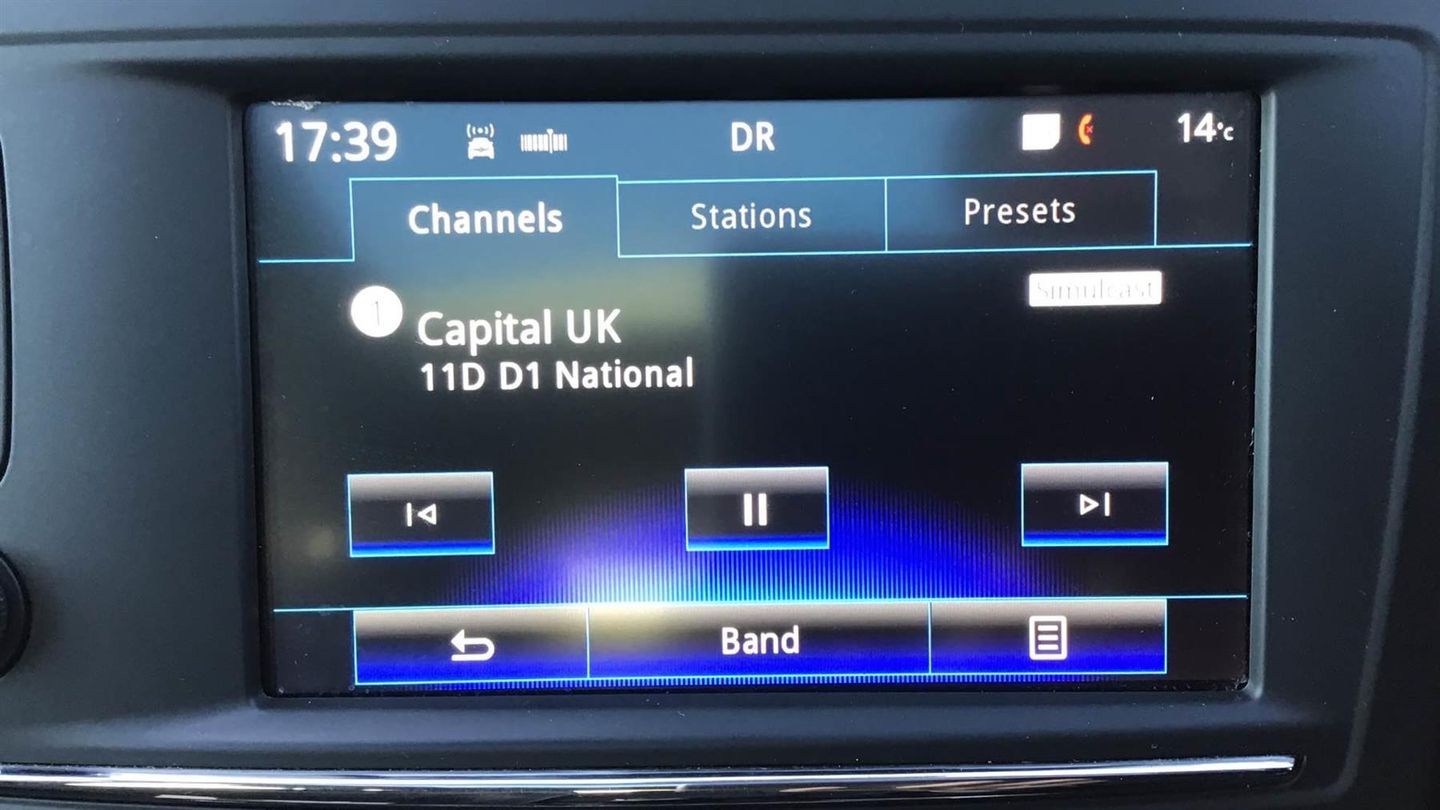 17:39 DR 14°c
Channels Stations Presets
Simulcast
1 Capital UK
11D D1 National
Band